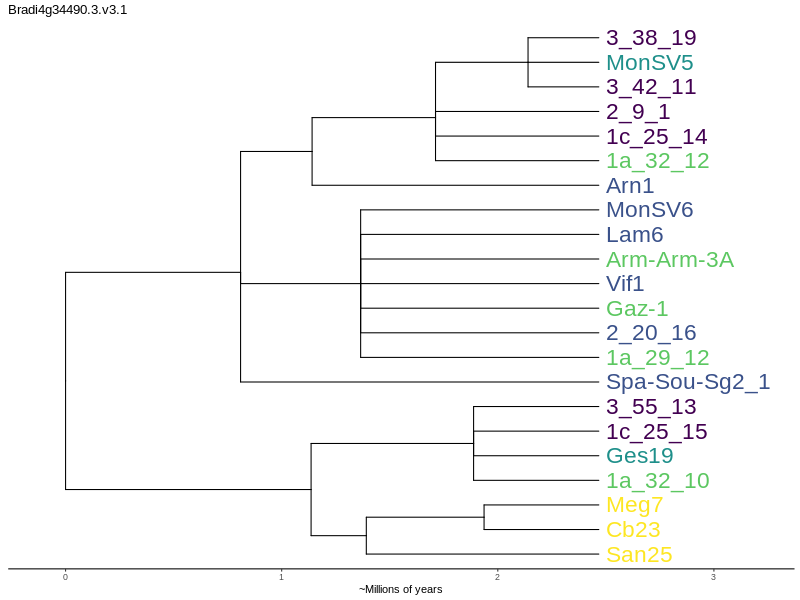 Bradi4g34490.3.v3.1
3_38_19
MonSV5
3_42_11
2_9_1
1c_25_14
1a_32_12
Arn1
MonSV6
Lam6
Arm-Arm-3A
Vif1
Gaz-1
2_20_16
1a_29_12
Spa-Sou-Sg2_1
3_55_13
1c_25_15
Ges19
1a_32_10
Meg7
Cb23
San25
0 1 2 3
~Millions of years